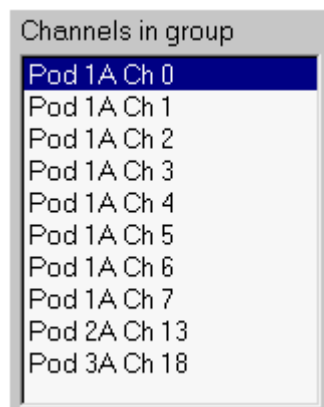 Channels in group
Pod 1A Ch 0
Pod 1A Ch 1
Pod 1A Ch 2
Pod 1A Ch 3
Pod 1A Ch 4
Pod 1A Ch 5
Pod 1A Ch 6
Pod 1A Ch 7
Pod 2A Ch 13
Pod 3A Ch 18